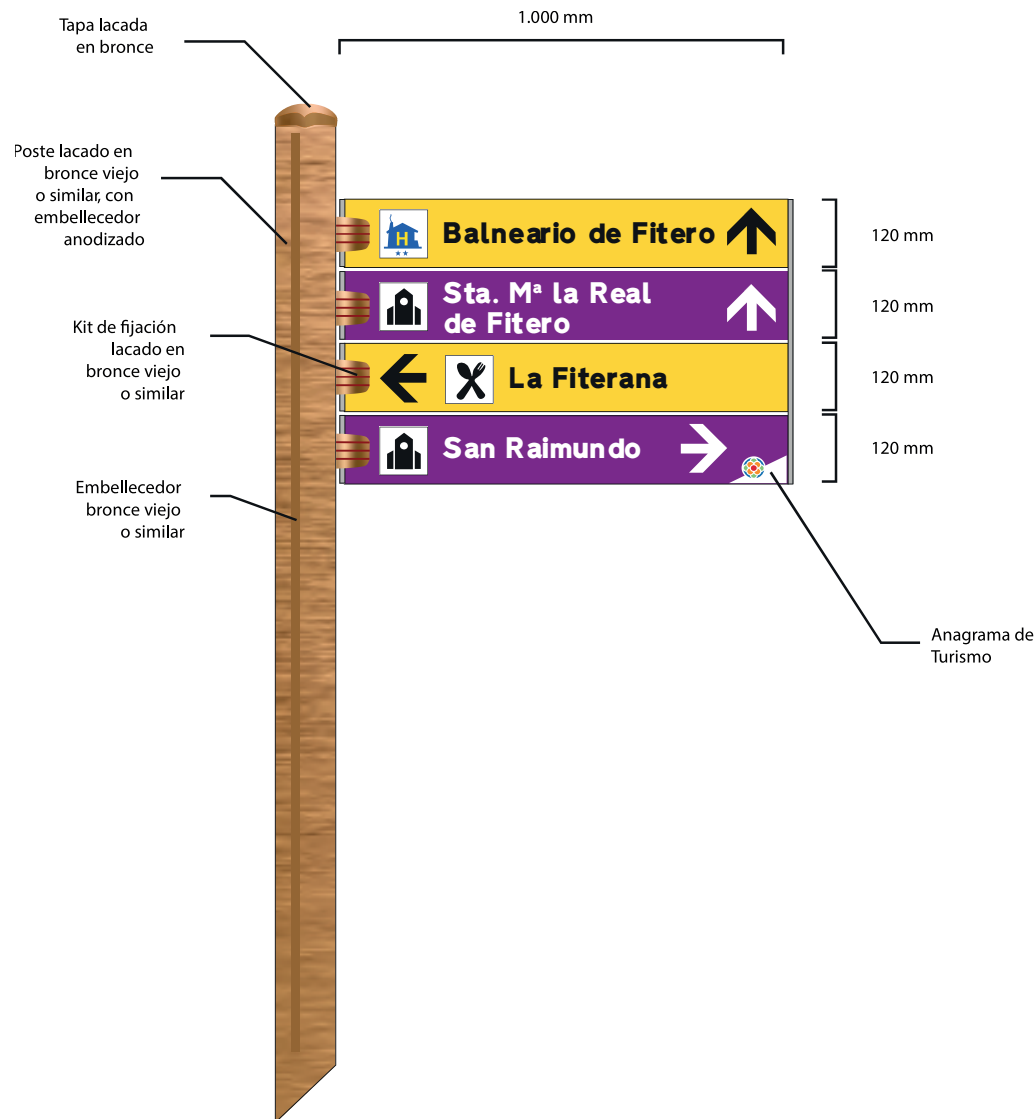 1.000 mm
Tapa lacada
en bronce
Poste lacado en
bronce viejo
o similar, con
embellecedor
anodizado
Kit de fijación
lacado en
bronce viejo
o similar
Embellecedor
bronce viejo
o similar
H
Balneario de Fitero
Sta. Mª la Real
de Fitero
La Fiterana
San Raimundo
120 mm
120 mm
120 mm
120 mm
Anagrama de
Turismo